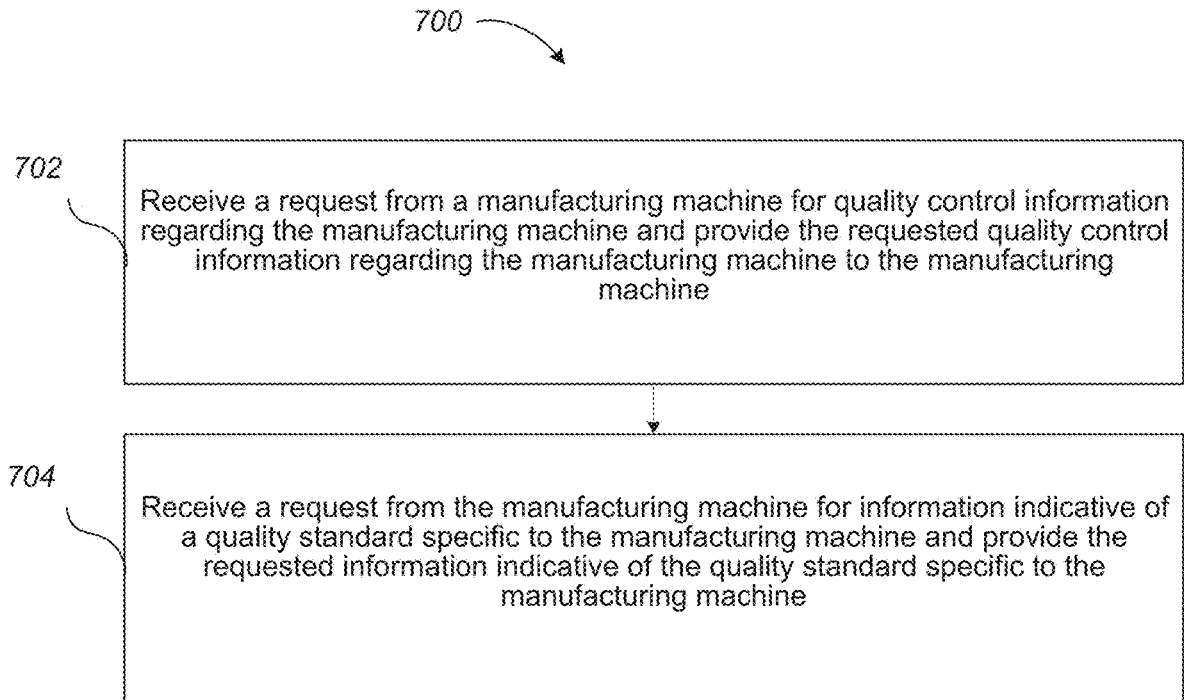 700
702
Receive a request from a manufacturing machine for quality control information
regarding the manufacturing machine and provide the requested quality control
information regarding the manufacturing machine to the manufacturing
machine
704
Receive a request from the manufacturing machine for information indicative of
a quality standard specific to the manufacturing machine and provide the
requested information indicative of the quality standard specific to the
manufacturing machine